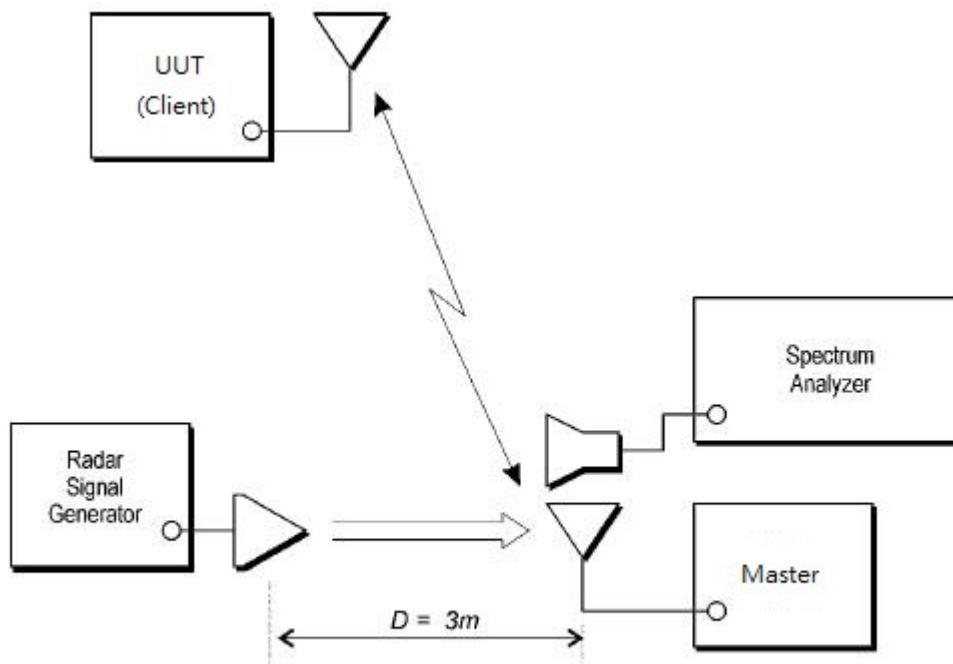 UUT
(Client)
Spectrum
Analyzer
Radar
Signal
Generator
Master
D = 3m